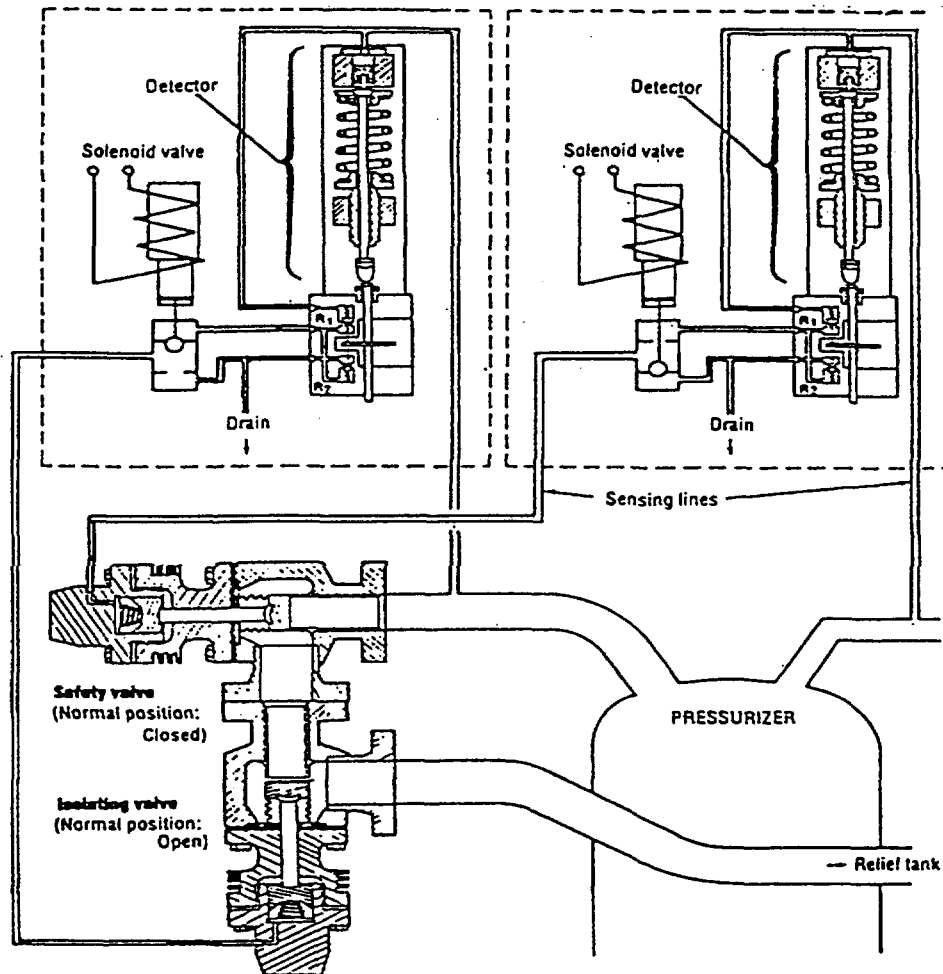 Detector
Solenoid valve
R1
R2
Drain
Detector
Solenoid valve
R1
R2
Drain
Sensing lines
Safety valve
(Normal position:
Closed)
PRESSURIZER
Isolating valve
(Normal position:
Open)
Relief tank